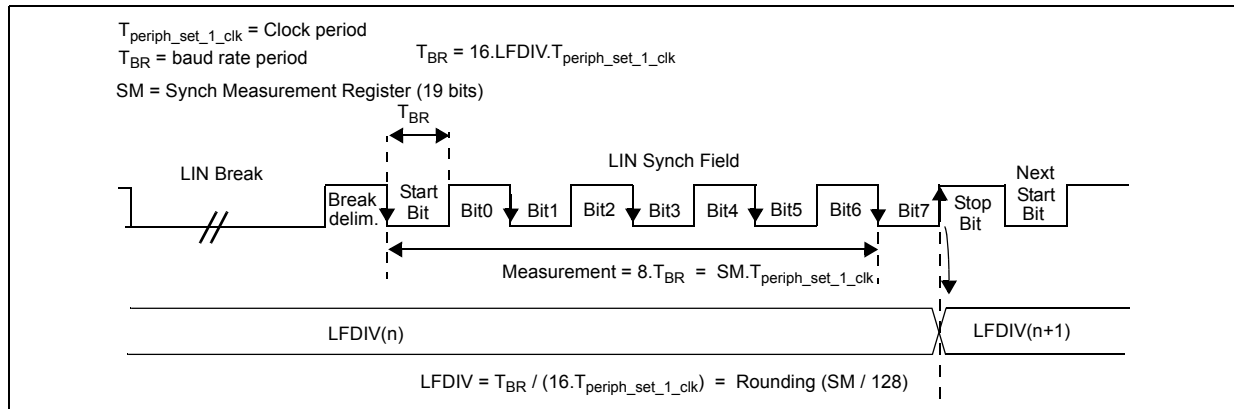 T_periph_set_1_clk = Clock period
T_BR = baud rate period T_BR = 16.LFDIV.T_periph_set_1_clk
SM = Synch Measurement Register (19 bits)
T_BR
LIN Break
LIN Synch Field
Next
Break delim.
Start Bit
Bit0
Bit1
Bit2
Bit3
Bit4
Bit5
Bit6
Bit7
Stop Bit
Start Bit
Measurement = 8.T_BR = SM.T_periph_set_1_clk
LFDIV(n)
LFDIV(n+1)
LFDIV = T_BR / (16.T_periph_set_1_clk) = Rounding (SM / 128)